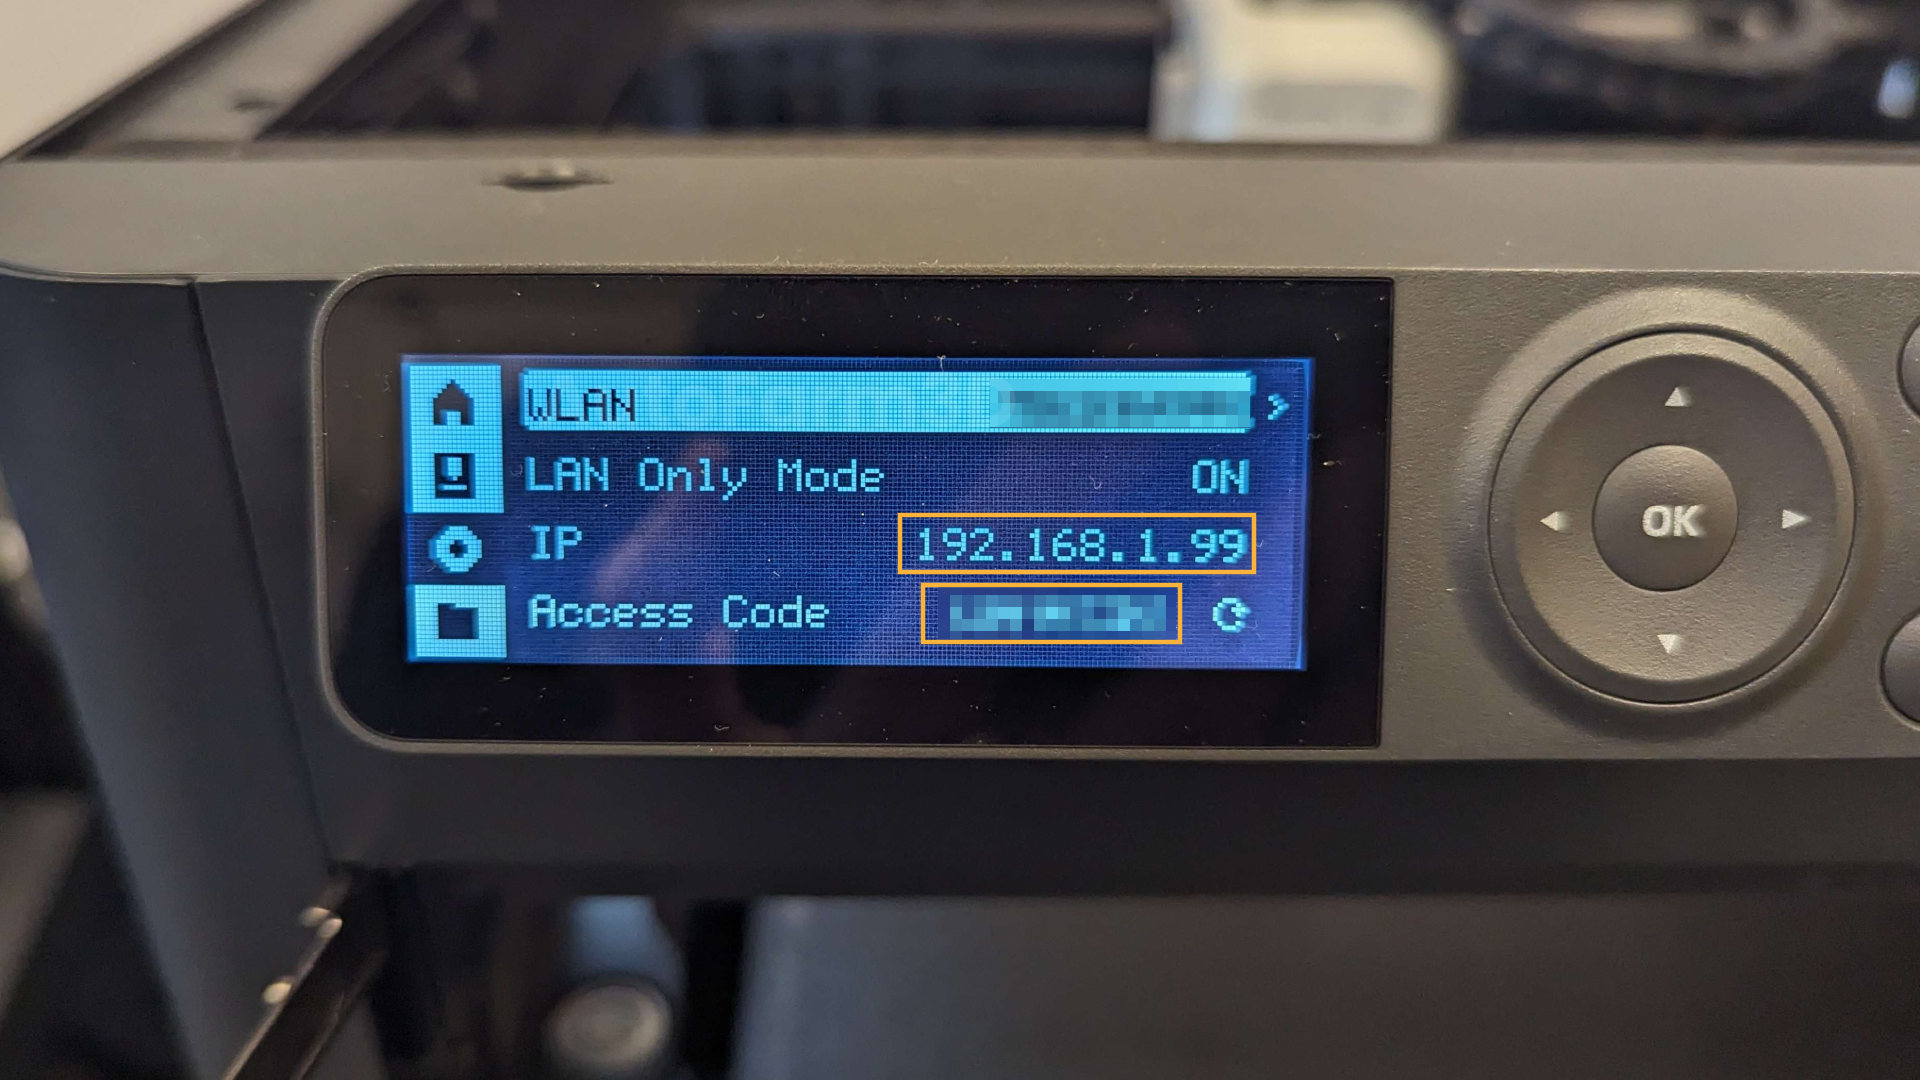 WLAN
LAN Only Mode ON
IP 192.168.1.99
Access Code
OK